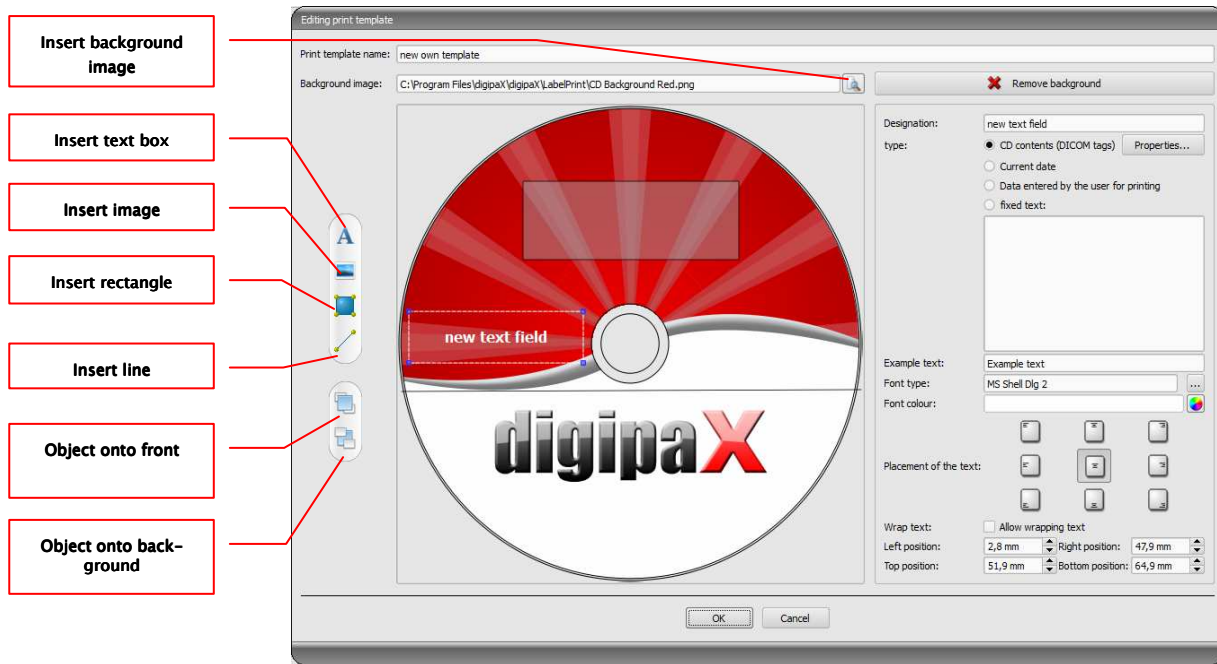 Insert background
image
Insert text box
Insert image
Insert rectangle
Insert line
Object onto front
Object onto back-
ground
Editing print template
Print template name: new own template
Background image: C:\Program Files\digipaX\digipaX\LabelPrint\CD Background Red.png
Remove background
A
new text field
digipaX
Designation: new text field
type: CD contents (DICOM tags) Properties...
Current date
Data entered by the user for printing
fixed text:
Example text: Example text
Font type: MS Shell Dlg 2 ...
Font colour:
Placement of the text:
Wrap text: Allow wrapping text
Left position: 2,8 mm Right position: 47,9 mm
Top position: 51,9 mm Bottom position: 64,9 mm
OK Cancel